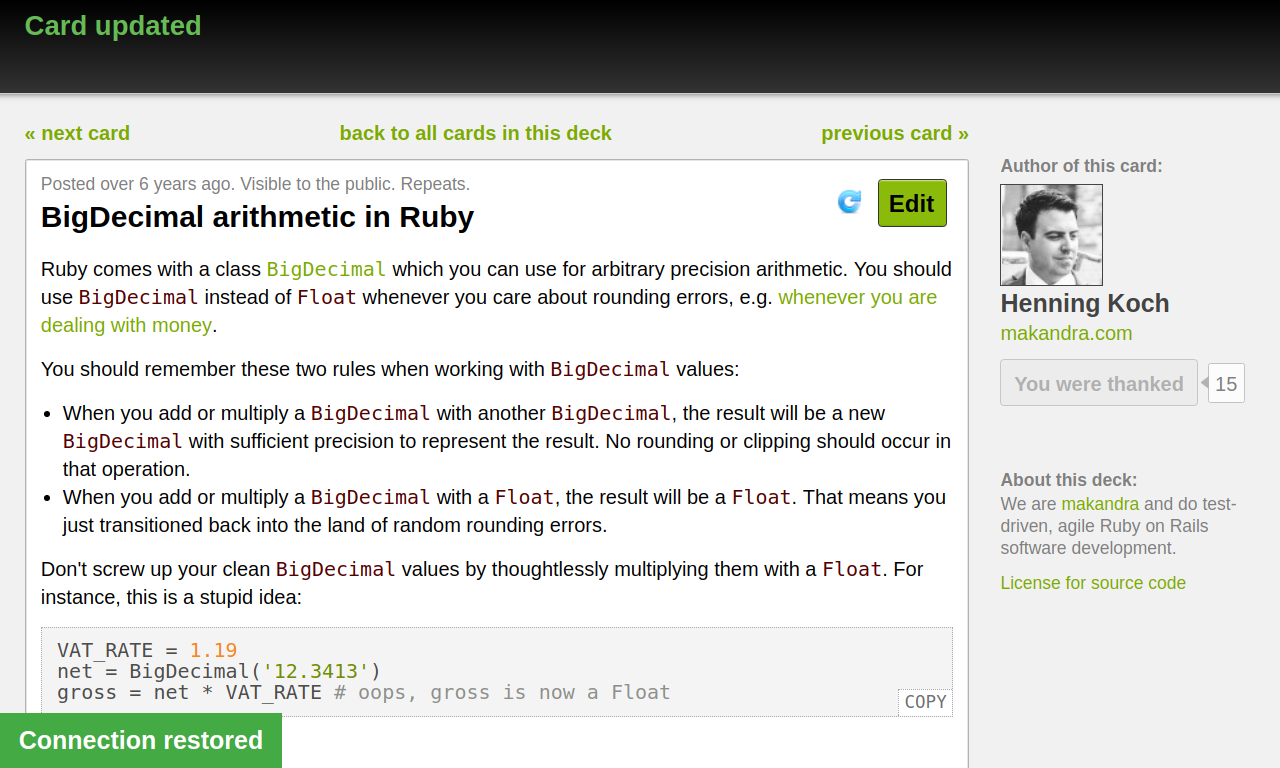 Card updated
« next card
back to all cards in this deck
previous card »
Posted over 6 years ago. Visible to the public. Repeats.
Edit
BigDecimal arithmetic in Ruby
Ruby comes with a class BigDecimal which you can use for arbitrary precision arithmetic. You should
use BigDecimal instead of Float whenever you care about rounding errors, e.g. whenever you are
dealing with money.
You should remember these two rules when working with BigDecimal values:
• When you add or multiply a BigDecimal with another BigDecimal, the result will be a new
BigDecimal with sufficient precision to represent the result. No rounding or clipping should occur in
that operation.
• When you add or multiply a BigDecimal with a Float, the result will be a Float. That means you
just transitioned back into the land of random rounding errors.
Don't screw up your clean BigDecimal values by thoughtlessly multiplying them with a Float. For
instance, this is a stupid idea:
VAT_RATE = 1.19
net = BigDecimal('12.3413')
gross = net * VAT_RATE # oops, gross is now a Float
COPY
Connection restored
Author of this card:
Henning Koch
makandra.com
You were thanked
15
About this deck:
We are makandra and do test-
driven, agile Ruby on Rails
software development.
License for source code